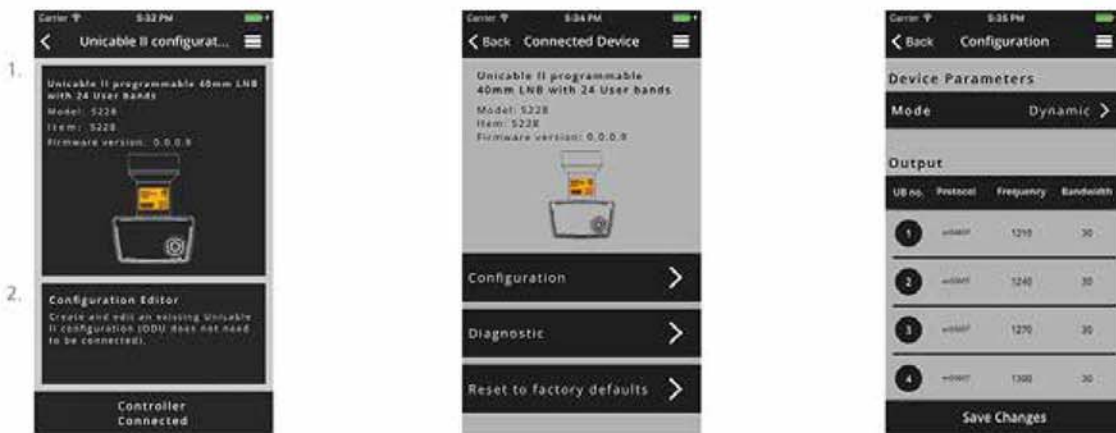 Carrier 5:32 PM
Unicable II configurat...
1.
Unicable II programmable 40mm LNB
with 24 User bands
Model: 5228
Item: 5228
Firmware version: 0.0.0.9
2.
Configuration Editor
Create and edit an existing Unicable
II configuration (ODU does not need
to be connected).
Controller
Connected
Carrier 5:34 PM
Back Connected Device
Unicable II programmable
40mm LNB with 24 User bands
Model: 5228
Item: 5228
Firmware version: 0.0.0.9
Configuration
Diagnostic
Reset to factory defaults
Carrier 5:35 PM
Back Configuration
Device Parameters
Mode Dynamic
Output
UB no. Protocol Frequency Bandwidth
1 1210 30
2 1240 30
3 1270 30
4 1300 30
Save Changes